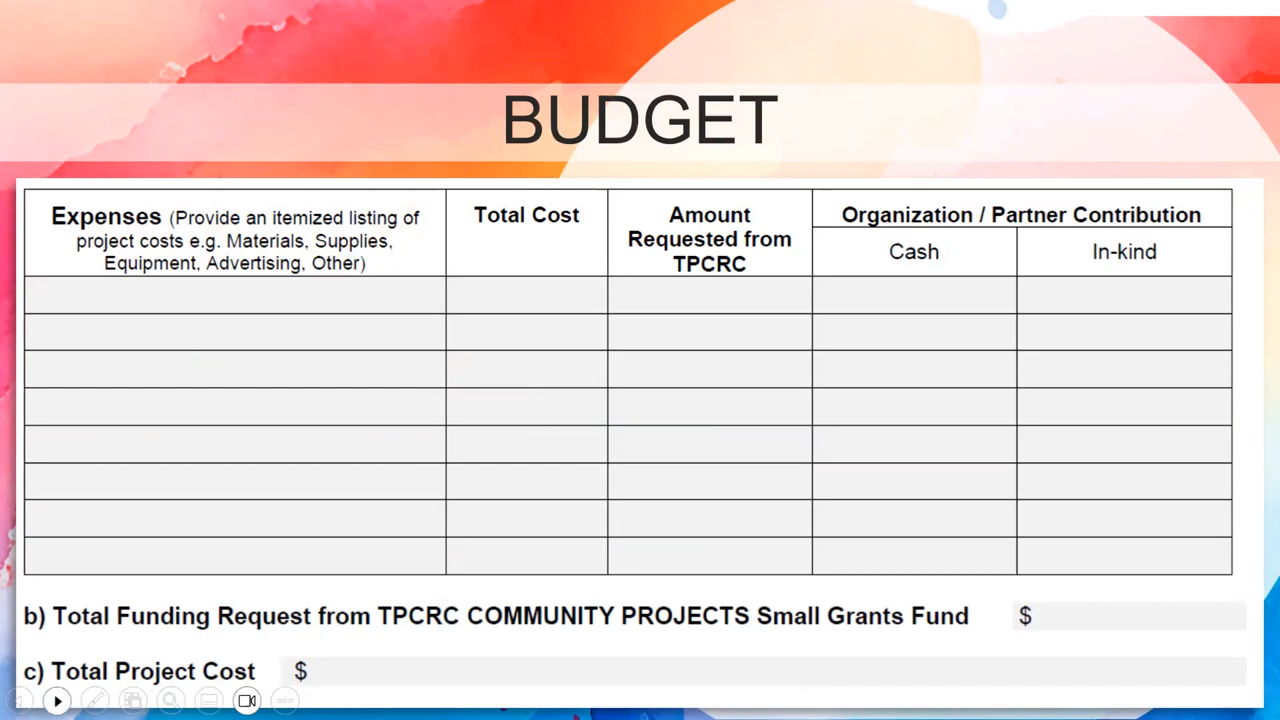 BUDGET
Expenses (Provide an itemized listing of
project costs e.g. Materials, Supplies,
Equipment, Advertising, Other)
Total Cost
Amount
Requested from
TPCRC
Organization / Partner Contribution
Cash
In-kind
b) Total Funding Request from TPCRC COMMUNITY PROJECTS Small Grants Fund $
c) Total Project Cost $